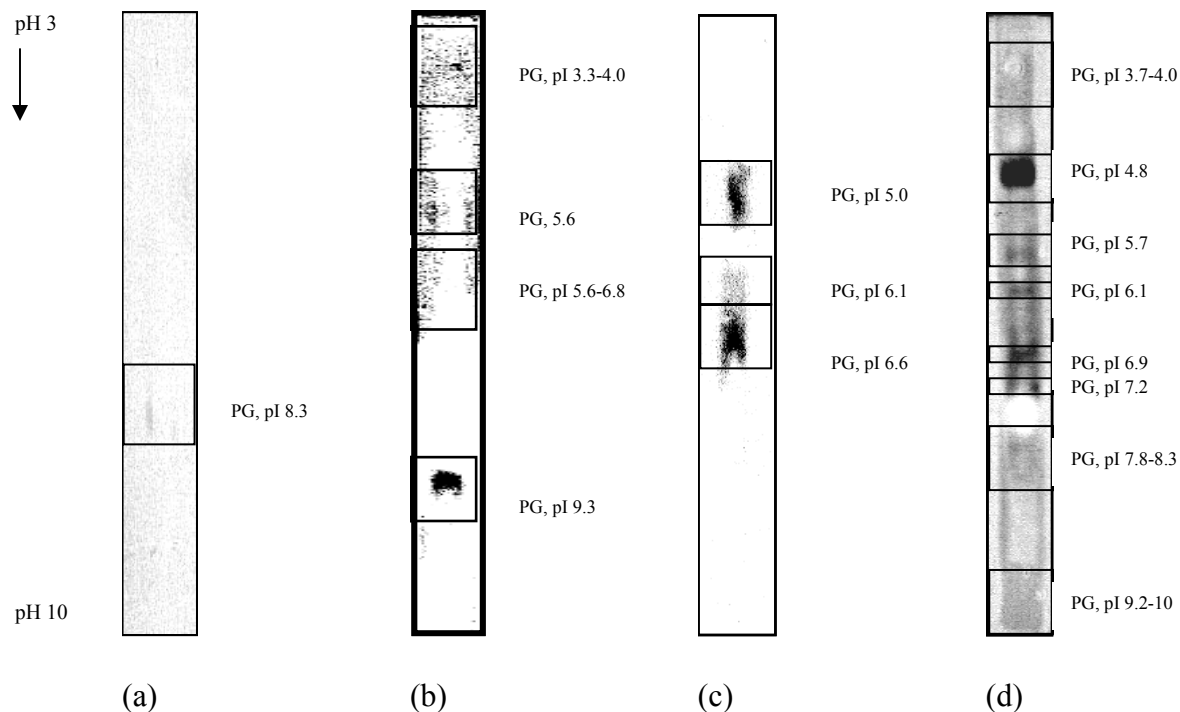 pH 3
pH 10
PG, pI 8.3
(a)
PG, pI 3.3-4.0
PG, 5.6
PG, pI 5.6-6.8
PG, pI 9.3
(b)
PG, pI 5.0
PG, pI 6.1
PG, pI 6.6
(c)
PG, pI 3.7-4.0
PG, pI 4.8
PG, pI 5.7
PG, pI 6.1
PG, pI 6.9
PG, pI 7.2
PG, pI 7.8-8.3
PG, pI 9.2-10
(d)